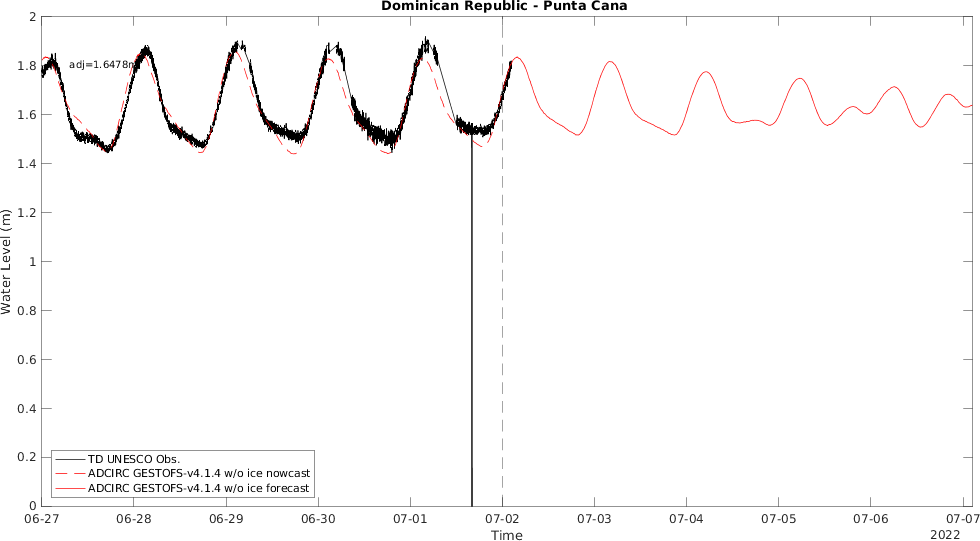 Dominican Republic - Punta Cana
adj=1.6478m
2
1.8
1.6
1.4
1.2
1
0.8
0.6
0.4
0.2
0
Water Level (m)
TD UNESCO Obs.
ADCIRC GESTOFS-v4.1.4 w/o ice nowcast
ADCIRC GESTOFS-v4.1.4 w/o ice forecast
06-27 06-28 06-29 06-30 07-01 07-02 07-03 07-04 07-05 07-06 07-07
Time
2022